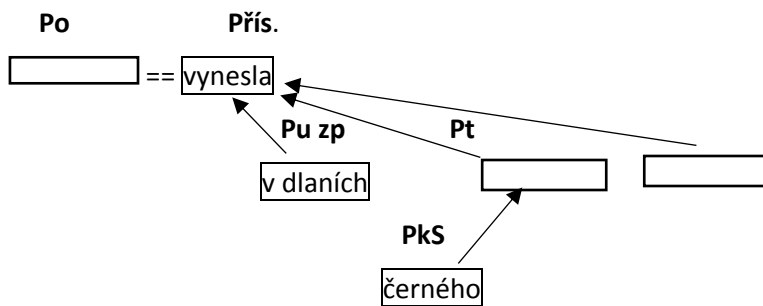 Po Přís.
== vynesla
Pu zp Pt
v dlaních
PkS
černého